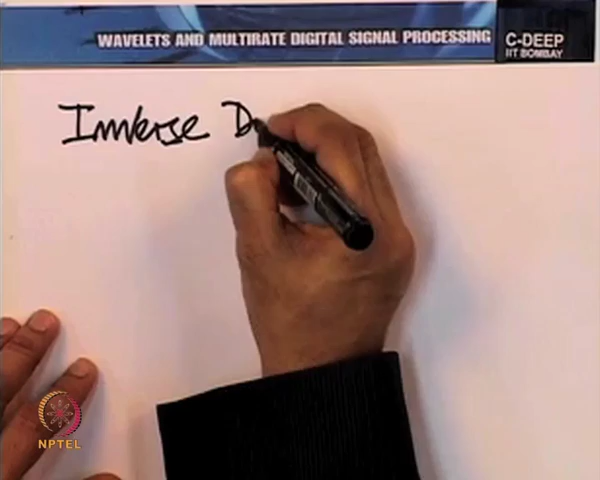 WAVELETS AND MULTIRATE DIGITAL SIGNAL PROCESSING
C-DEEP
IIT BOMBAY
Inverse D
NPTEL